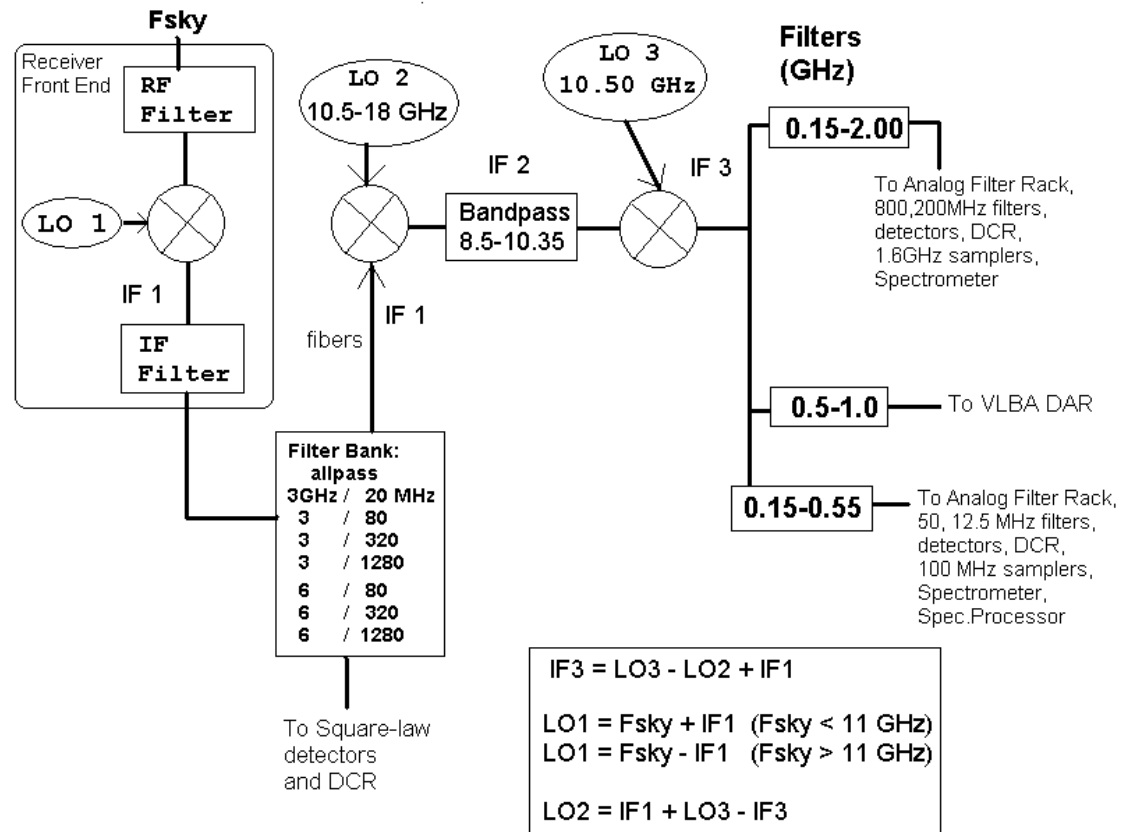 Fsky
Receiver
Front End
RF
Filter
LO 1
IF 1
IF
Filter
LO 2
10.5-18 GHz
IF 2
Bandpass
8.5-10.35
IF 1
fibers
LO 3
10.50 GHz
IF 3
Filters
(GHz)
0.15-2.00
To Analog Filter Rack,
800,200MHz filters,
detectors, DCR,
1.6GHz samplers,
Spectrometer
0.5-1.0
To VLBA DAR
0.15-0.55
To Analog Filter Rack,
50, 12.5 MHz filters,
detectors, DCR,
100 MHz samplers,
Spectrometer,
Spec.Processor
Filter Bank:
allpass
3GHz / 20 MHz
3 / 80
3 / 320
3 / 1280
6 / 80
6 / 320
6 / 1280
To Square-law
detectors
and DCR
IF3 = LO3 - LO2 + IF1
LO1 = Fsky + IF1 (Fsky < 11 GHz)
LO1 = Fsky - IF1 (Fsky > 11 GHz)
LO2 = IF1 + LO3 - IF3